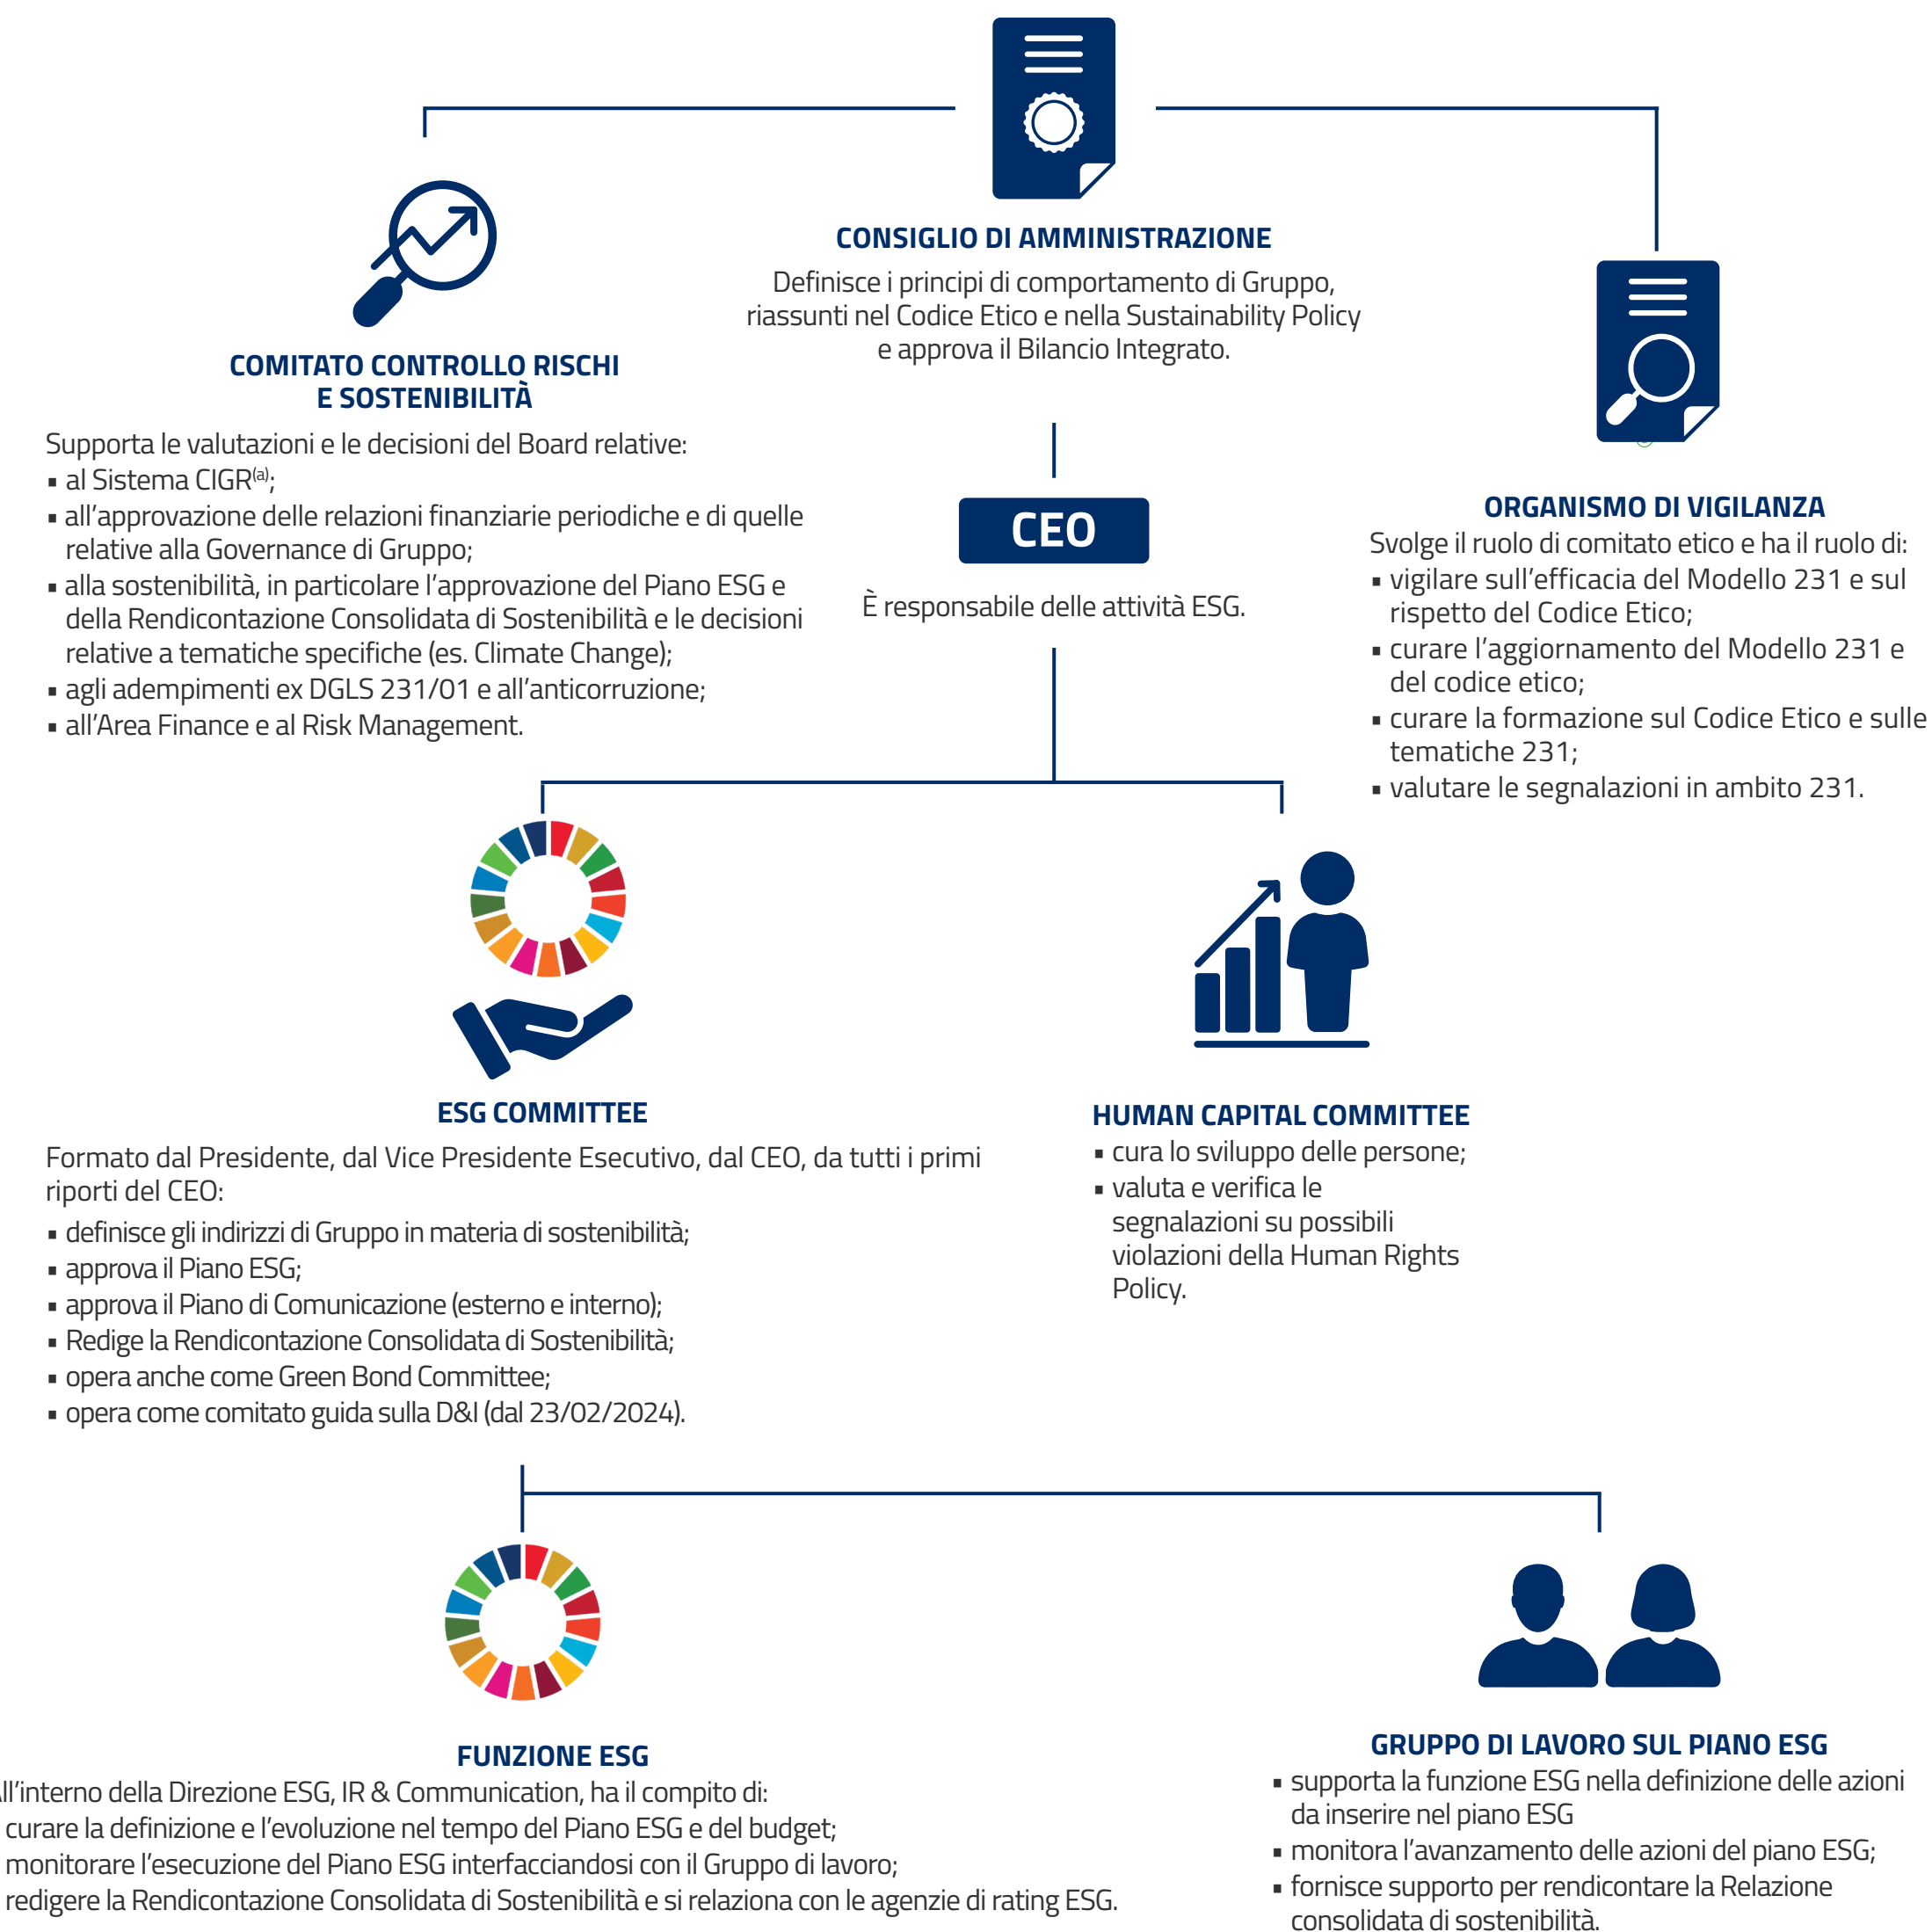 CONSIGLIO DI AMMINISTRAZIONE
Definisce i principi di comportamento di Gruppo,
riassunti nel Codice Etico e nella Sustainability Policy
e approva il Bilancio Integrato.
COMITATO CONTROLLO RISCHI
E SOSTENIBILITÀ
Supporta le valutazioni e le decisioni del Board relative:
▪ al Sistema CIGR(a);
▪ all’approvazione delle relazioni finanziarie periodiche e di quelle
relative alla Governance di Gruppo;
▪ alla sostenibilità, in particolare l’approvazione del Piano ESG e
della Rendicontazione Consolidata di Sostenibilità e le decisioni
relative a tematiche specifiche (es. Climate Change);
▪ agli adempimenti ex DGLS 231/01 e all’anticorruzione;
▪ all’Area Finance e al Risk Management.
CEO
È responsabile delle attività ESG.
ORGANISMO DI VIGILANZA
Svolge il ruolo di comitato etico e ha il ruolo di:
▪ vigilare sull’efficacia del Modello 231 e sul
rispetto del Codice Etico;
▪ curare l’aggiornamento del Modello 231 e
del codice etico;
▪ curare la formazione sul Codice Etico e sulle
tematiche 231;
▪ valutare le segnalazioni in ambito 231.
ESG COMMITTEE
Formato dal Presidente, dal Vice Presidente Esecutivo, dal CEO, da tutti i primi
riporti del CEO:
▪ definisce gli indirizzi di Gruppo in materia di sostenibilità;
▪ approva il Piano ESG;
▪ approva il Piano di Comunicazione (esterno e interno);
▪ Redige la Rendicontazione Consolidata di Sostenibilità;
▪ opera anche come Green Bond Committee;
▪ opera come comitato guida sulla D&I (dal 23/02/2024).
HUMAN CAPITAL COMMITTEE
▪ cura lo sviluppo delle persone;
▪ valuta e verifica le
segnalazioni su possibili
violazioni della Human Rights
Policy.
FUNZIONE ESG
ll’interno della Direzione ESG, IR & Communication, ha il compito di:
curare la definizione e l’evoluzione nel tempo del Piano ESG e del budget;
monitorare l’esecuzione del Piano ESG interfacciandosi con il Gruppo di lavoro;
redigere la Rendicontazione Consolidata di Sostenibilità e si relaziona con le agenzie di rating ESG.
GRUPPO DI LAVORO SUL PIANO ESG
▪ supporta la funzione ESG nella definizione delle azioni
da inserire nel piano ESG
▪ monitora l’avanzamento delle azioni del piano ESG;
▪ fornisce supporto per rendicontare la Relazione
consolidata di sostenibilità.